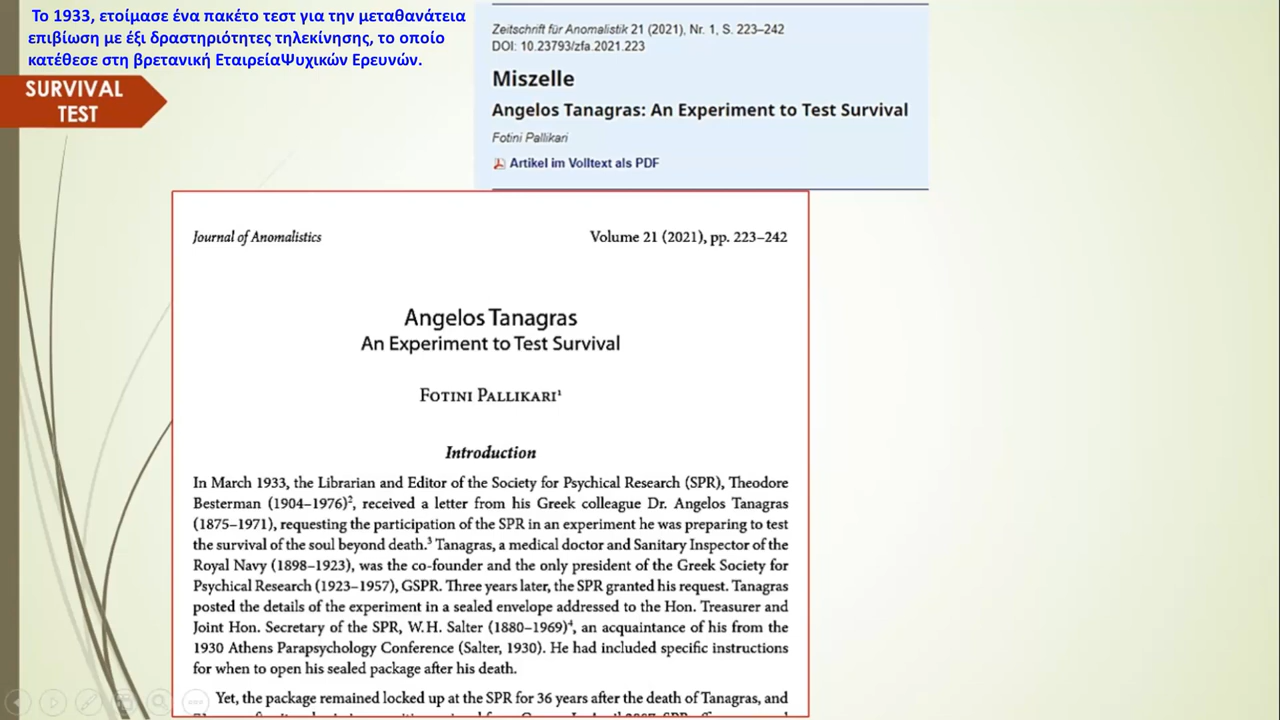 Το 1933, ετοίμασε ένα πακέτο τεστ για την μεταθανάτεια
επιβίωση με έξι δραστηριότητες τηλεκίνησης, το οποίο
κατέθεσε στη βρετανική ΕταιρείαΨυχικών Ερευνών.
SURVIVAL
TEST
Zeitschrift für Anomalistik 21 (2021), Nr. 1, S. 223–242
DOI: 10.23793/zfa.2021.223
Miszelle
Angelos Tanagras: An Experiment to Test Survival
Fotini Pallikari
Artikel im Volltext als PDF
Journal of Anomalistics
Volume 21 (2021), pp. 223–242
Angelos Tanagras
An Experiment to Test Survival
Fotini Pallikari¹
Introduction
In March 1933, the Librarian and Editor of the Society for Psychical Research (SPR), Theodore
Besterman (1904–1976)², received a letter from his Greek colleague Dr. Angelos Tanagras
(1875–1971), requesting the participation of the SPR in an experiment he was preparing to test
the survival of the soul beyond death.³ Tanagras, a medical doctor and Sanitary Inspector of the
Royal Navy (1898–1923), was the co-founder and the only president of the Greek Society for
Psychical Research (1923–1957), GSPR. Three years later, the SPR granted his request. Tanagras
posted the details of the experiment in a sealed envelope addressed to the Hon. Treasurer and
Joint Hon. Secretary of the SPR, W. H. Salter (1880–1969)⁴, an acquaintance of his from the
1930 Athens Parapsychology Conference (Salter, 1930). He had included specific instructions
for when to open his sealed package after his death.
Yet, the package remained locked up at the SPR for 36 years after the death of Tanagras, and